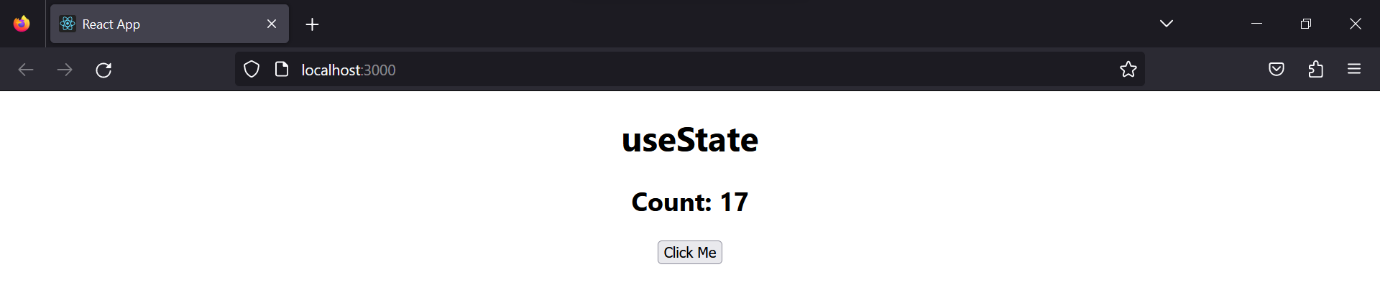 React App
localhost:3000
useState
Count: 17
Click Me